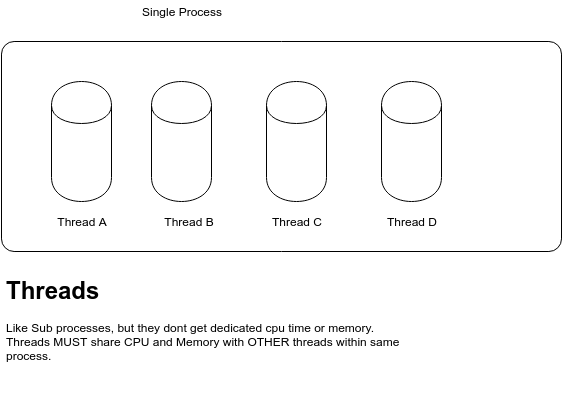 Single Process
Thread A
Thread B
Thread C
Thread D
Threads
Like Sub processes, but they dont get dedicated cpu time or memory.
Threads MUST share CPU and Memory with OTHER threads within same
process.